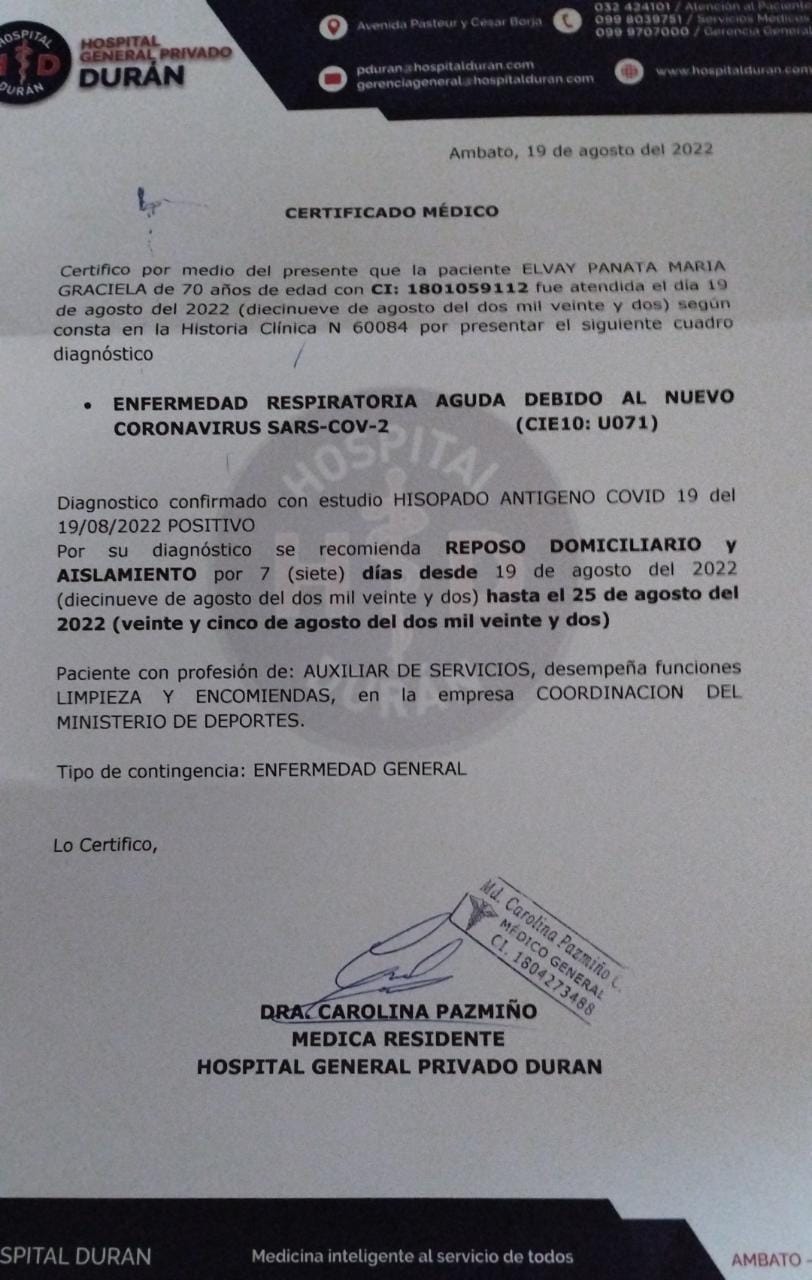 HOSPITAL
DURÁN
HOSPITAL
GENERAL PRIVADO
DURÁN
Avenida Pasteur y Cesar Borja
032 424101 / Atención al Paciente
099 8039751 / Servicios Medicos
099 9707000 / Gerencia General
pduran@hospitalduran.com
gerenciageneral@hospitalduran.com
www.hospitalduran.com
Ambato, 19 de agosto del 2022
CERTIFICADO MÉDICO
Certifico por medio del presente que la paciente ELVAY PANATA MARIA
GRACIELA de 70 años de edad con CI: 1801059112 fue atendida el día 19
de agosto del 2022 (diecinueve de agosto del dos mil veinte y dos) según
consta en la Historia Clínica N 60084 por presentar el siguiente cuadro
diagnóstico
• ENFERMEDAD RESPIRATORIA AGUDA DEBIDO AL NUEVO
CORONAVIRUS SARS-COV-2 (CIE10: U071)
HOSPITAL
Diagnostico confirmado con estudio HISOPADO ANTIGENO COVID 19 del
19/08/2022 POSITIVO
Por su diagnóstico se recomienda REPOSO DOMICILIARIO y
AISLAMIENTO por 7 (siete) días desde 19 de agosto del 2022
(diecinueve de agosto del dos mil veinte y dos) hasta el 25 de agosto del
2022 (veinte y cinco de agosto del dos mil veinte y dos)
Paciente con profesión de: AUXILIAR DE SERVICIOS, desempeña funciones
LIMPIEZA Y ENCOMIENDAS, en la empresa COORDINACION DEL
MINISTERIO DE DEPORTES.
Tipo de contingencia: ENFERMEDAD GENERAL
Lo Certifico,
Md. Carolina Pazmiño C.
MÉDICO GENERAL
CI. 1804273488
DRA. CAROLINA PAZMIÑO
MEDICA RESIDENTE
HOSPITAL GENERAL PRIVADO DURAN
SPITAL DURAN
Medicina inteligente al servicio de todos
AMBATO -